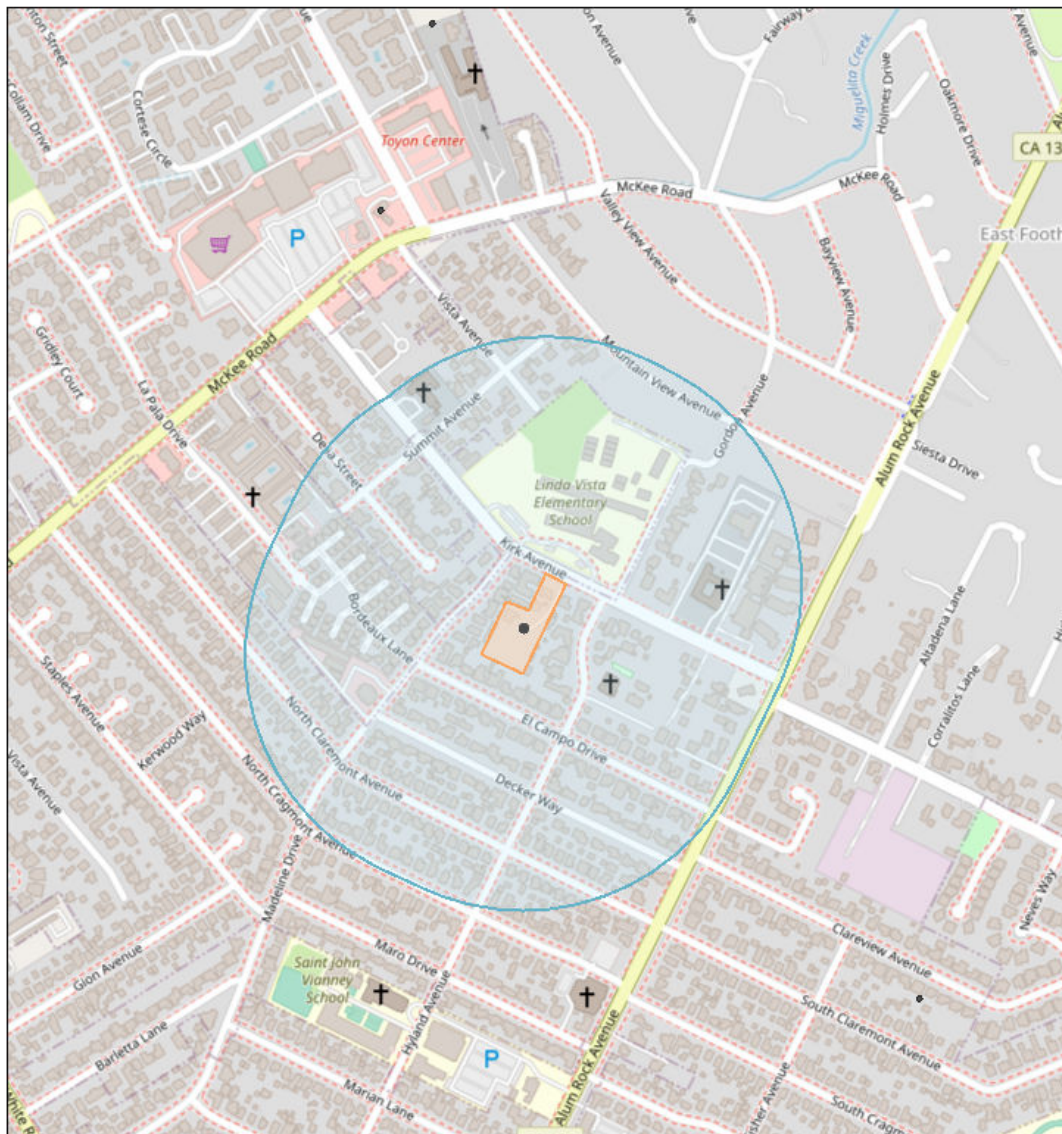 Collam Drive
Cortese Circle
Toyon Center
P
Fairway
Miguelita Creek
Holmes Drive
Oakmore Drive
CA 13
McKee Road
McKee Road
Valley View Avenue
Bayview Avenue
East Footh
Vista Avenue
Gridley Court
La Pala Drive
McKee Road
Mountain View Avenue
Gordon Avenue
Alum Rock Avenue
Siesta Drive
Summit Avenue
Linda Vista
Elementary
School
Kirk Avenue
Bordeaux Lane
Altadena Lane
Corralitos Lane
Staples Avenue
Kerwood Way
North Claremont Avenue
El Campo Drive
Decker Way
Vista Avenue
North Cragmont Avenue
Madeline Drive
Neves Way
Clareview Avenue
Gion Avenue
Maro Drive
Saint John
Vianney
School
Hyland Avenue
South Claremont Avenue
Barletta Lane
P
Marian Lane
Alum Rock Avenue
South Cragm
White R